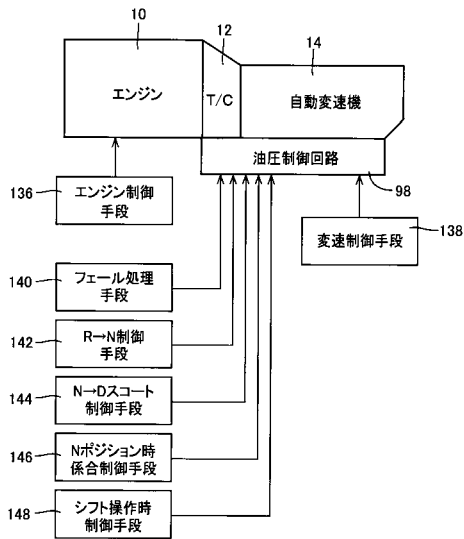 10
12
14
エンジン
T/C
自動変速機
油圧制御回路
98
136
エンジン制御
手段
変速制御手段
138
140
フェール処理
手段
142
R→N制御
手段
144
N→Dスコート
制御手段
146
Nポジション時
係合制御手段
148
シフト操作時
制御手段